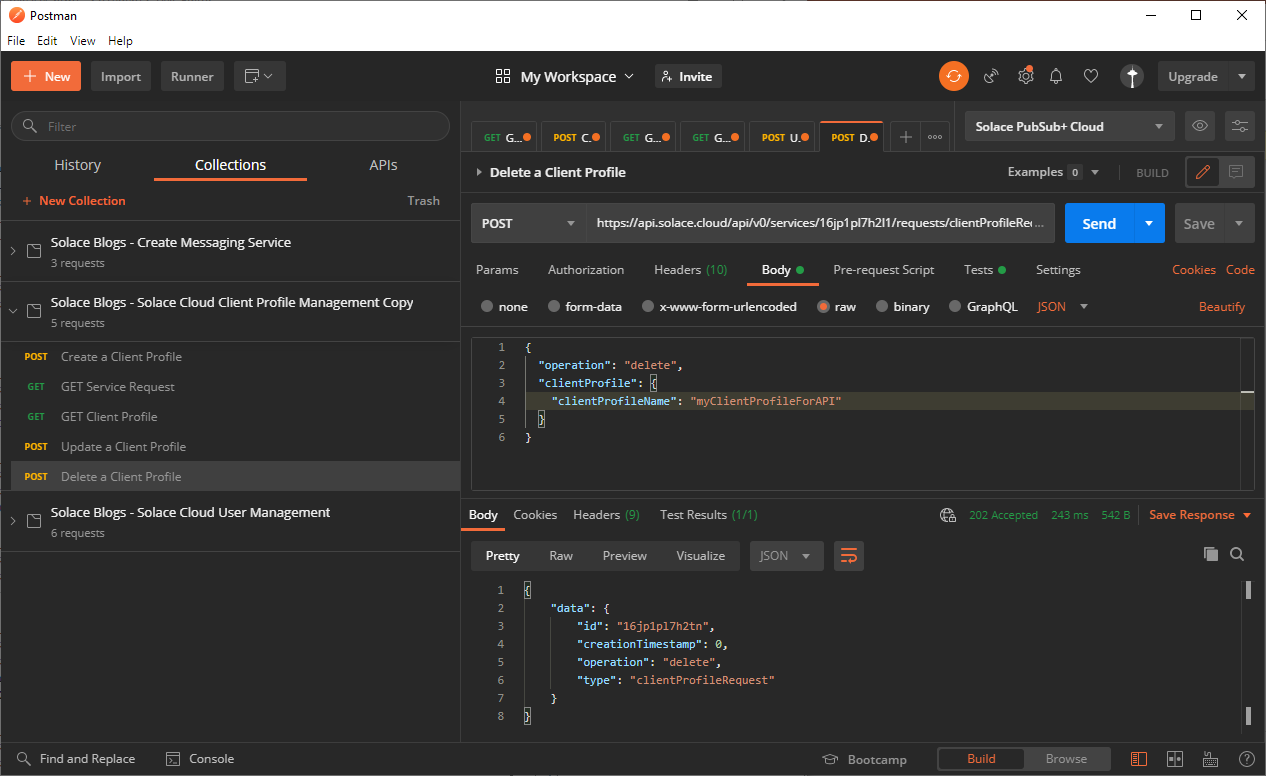 Postman
File Edit View Help
New Import Runner My Workspace Invite Upgrade
Filter
History Collections APIs
New Collection Trash
Solace Blogs - Create Messaging Service
3 requests
Solace Blogs - Solace Cloud Client Profile Management Copy
5 requests
POST Create a Client Profile
GET GET Service Request
GET GET Client Profile
POST Update a Client Profile
POST Delete a Client Profile
Solace Blogs - Solace Cloud User Management
6 requests
GET G... POST C. GET G... GET G... POST U. POST D. Solace PubSub+ Cloud
Delete a Client Profile Examples 0 BUILD
POST https://api.solace.cloud/api/v0/services/16jp1pl7h2l1/requests/clientProfileRe... Send Save
Params Authorization Headers (10) Body Pre-request Script Tests Settings Cookies Code
none form-data x-www-form-urlencoded raw binary GraphQL JSON Beautify
1 {
2 "operation": "delete",
3 "clientProfile": {
4 "clientProfileName": "myClientProfileForAPI"
5 }
6 }
Body Cookies Headers (9) Test Results (1/1) 202 Accepted 243 ms 542 B Save Response
Pretty Raw Preview Visualize JSON
1 {
2 "data": {
3 "id": "16jp1pl7h2tn",
4 "creationTimestamp": 0,
5 "operation": "delete",
6 "type": "clientProfileRequest"
7 }
8 }
Find and Replace Console Bootcamp Build Browse